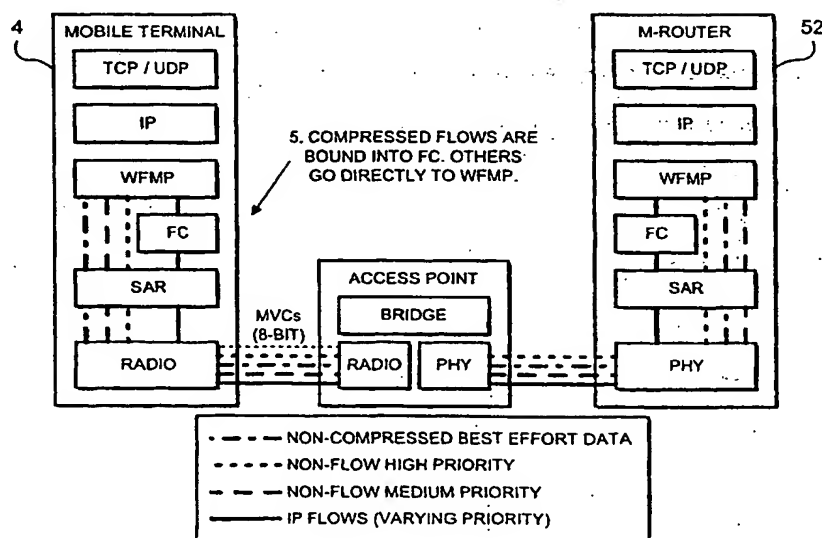 4
MOBILE TERMINAL
TCP / UDP
IP
WFMP
FC
SAR
RADIO
5. COMPRESSED FLOWS ARE
BOUND INTO FC. OTHERS
GO DIRECTLY TO WFMP.
MVCs
(8-BIT)
ACCESS POINT
BRIDGE
RADIO
PHY
M-ROUTER
52
TCP / UDP
IP
WFMP
FC
SAR
PHY
NON-COMPRESSED BEST EFFORT DATA
NON-FLOW HIGH PRIORITY
NON-FLOW MEDIUM PRIORITY
IP FLOWS (VARYING PRIORITY)